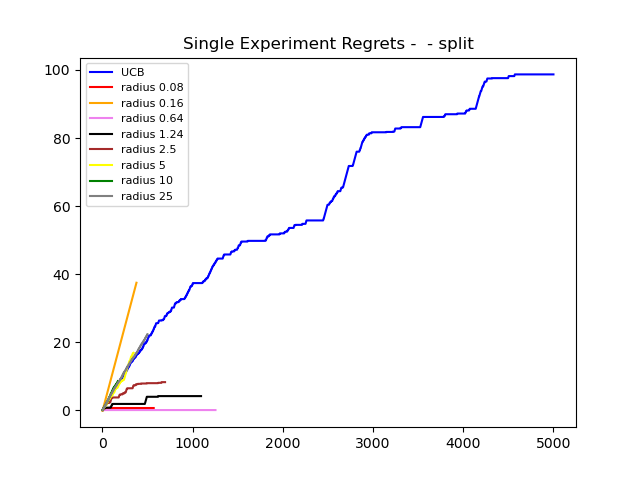 Single Experiment Regrets -  - split
UCB
radius 0.08
radius 0.16
radius 0.64
radius 1.24
radius 2.5
radius 5
radius 10
radius 25
100
80
60
40
20
0
0 1000 2000 3000 4000 5000